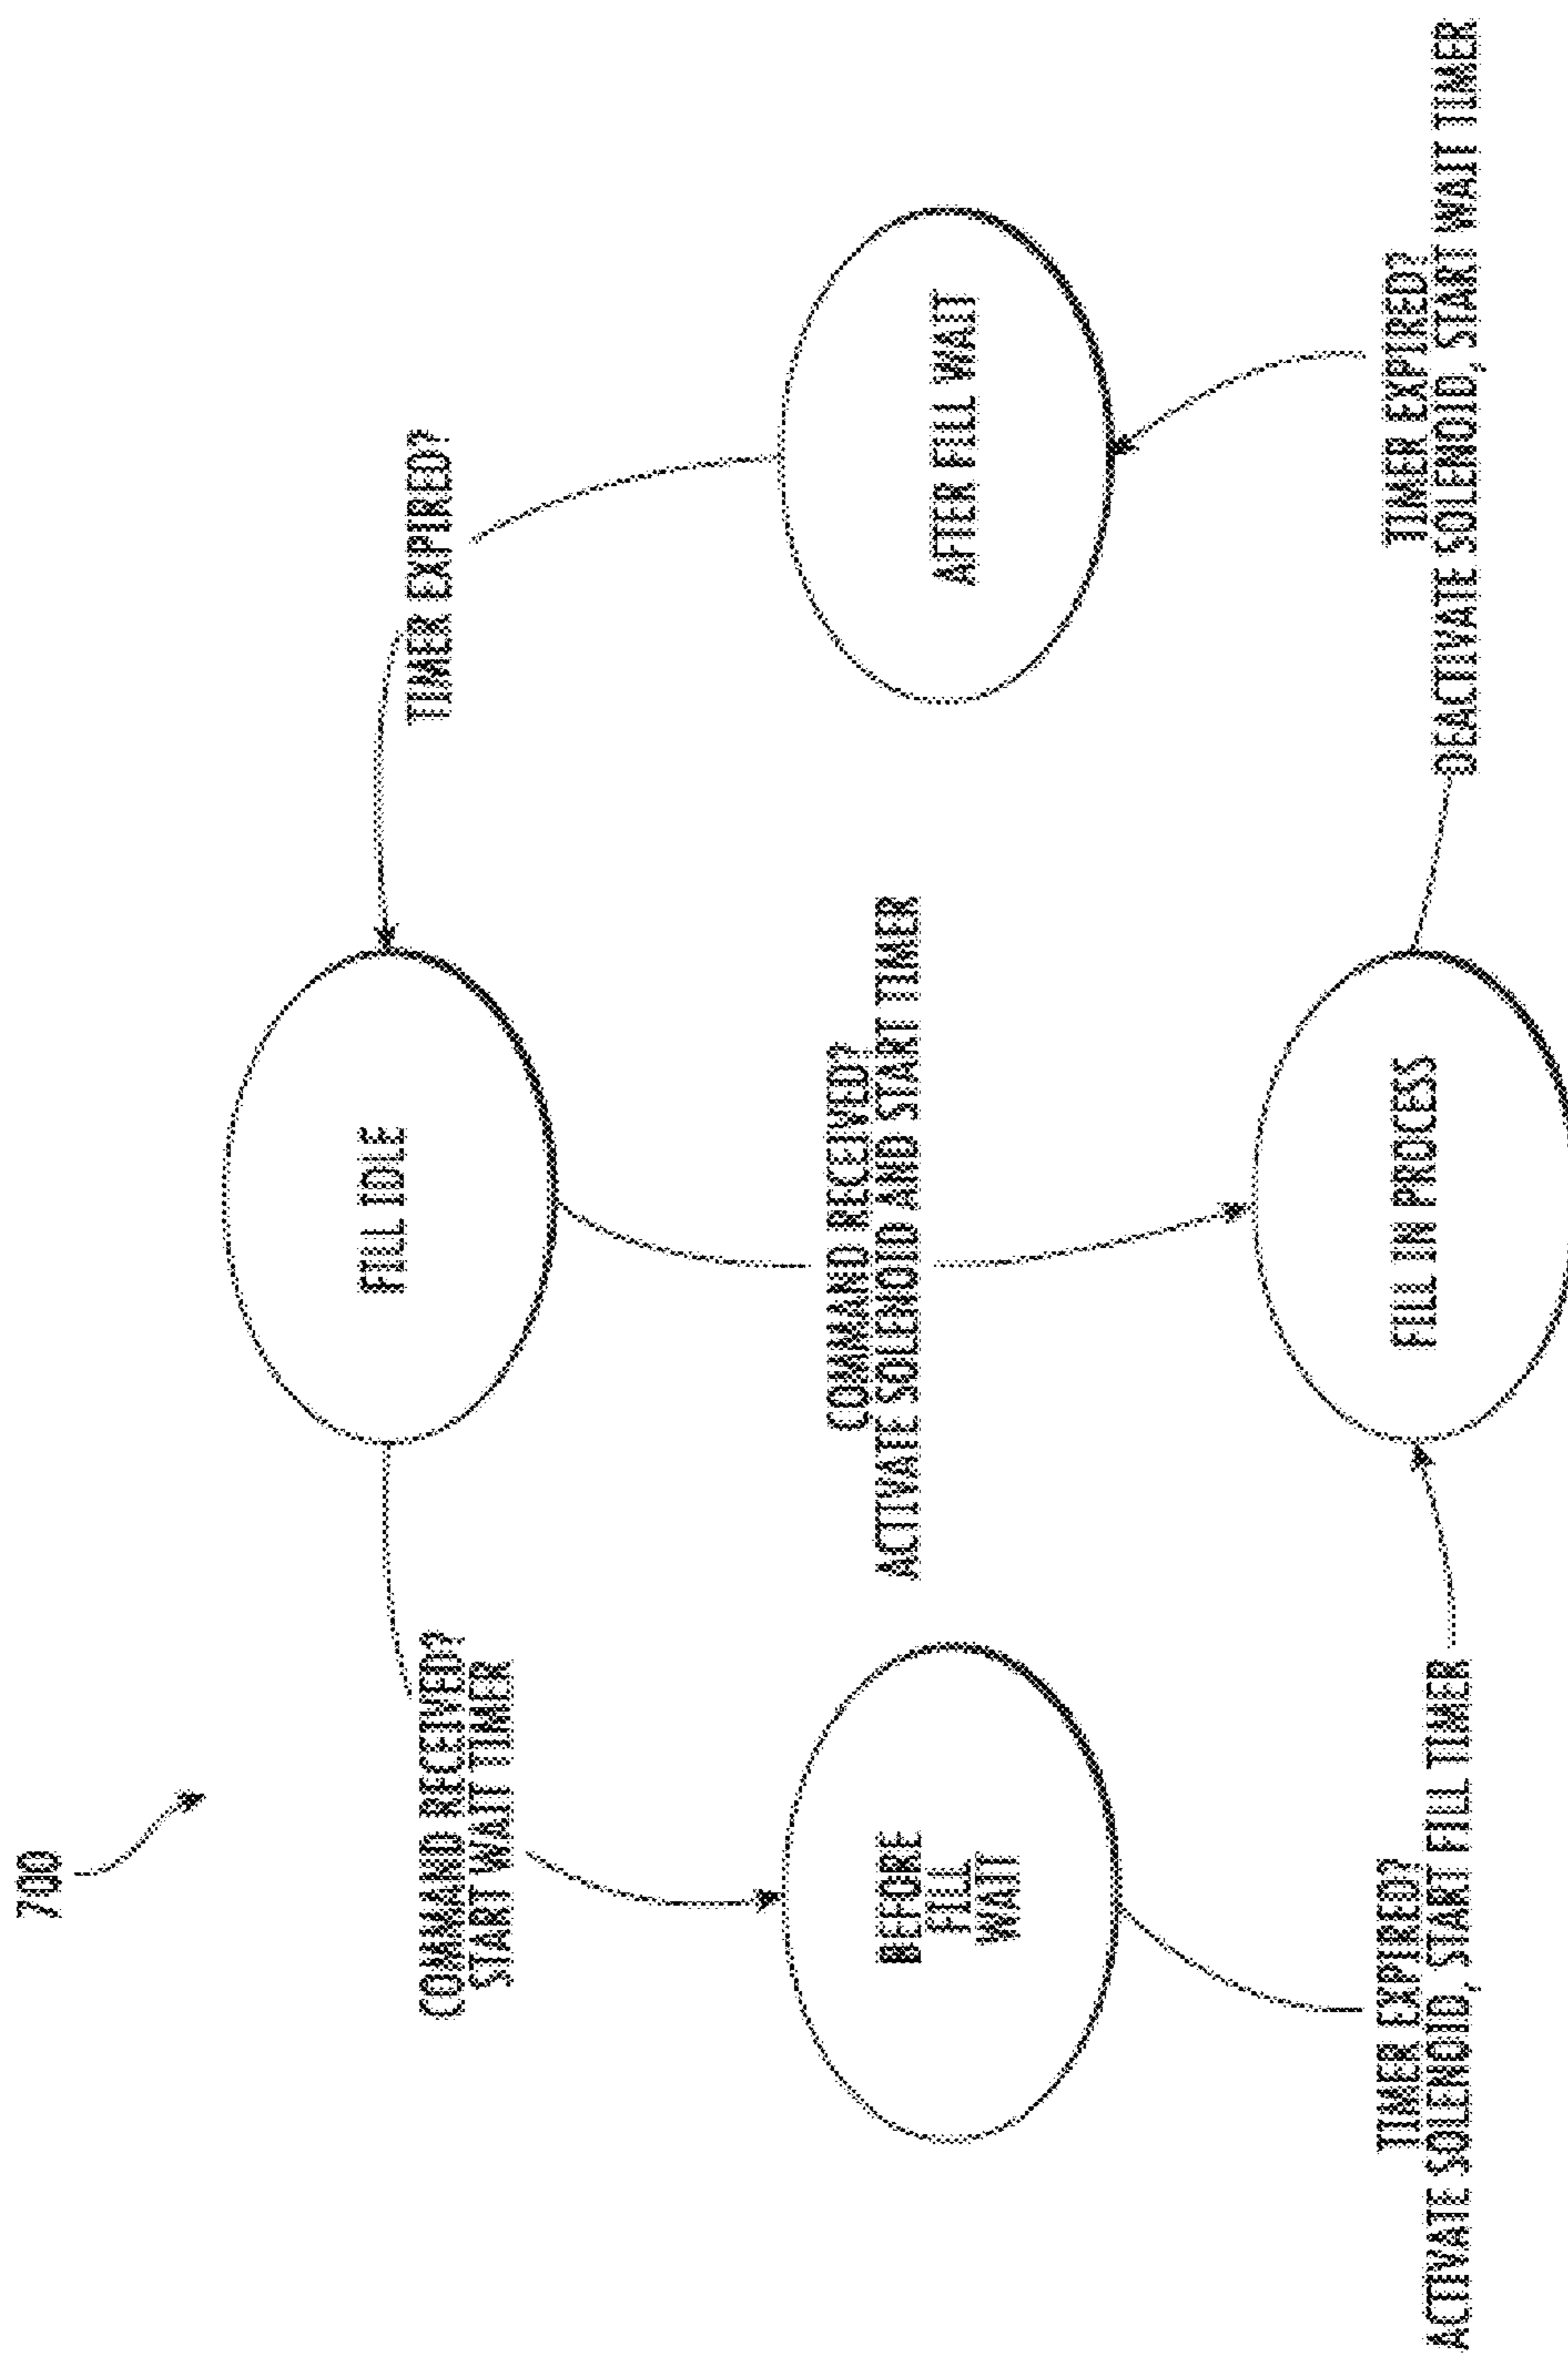 700
FILL IDLE
COMMAND RECEIVED?
START WAIT TIMER
TIMER EXPIRED?
BEFORE
FILL
WAIT
COMMAND RECEIVED?
ACTIVATE SOLENOID AND START TIMER
AFTER FILL WAIT
TIMER EXPIRED?
ACTIVATE SOLENOID, START FILL TIMER
FILL IN PROCESS
TIMER EXPIRED?
DEACTIVATE SOLENOID, START WAIT TIMER